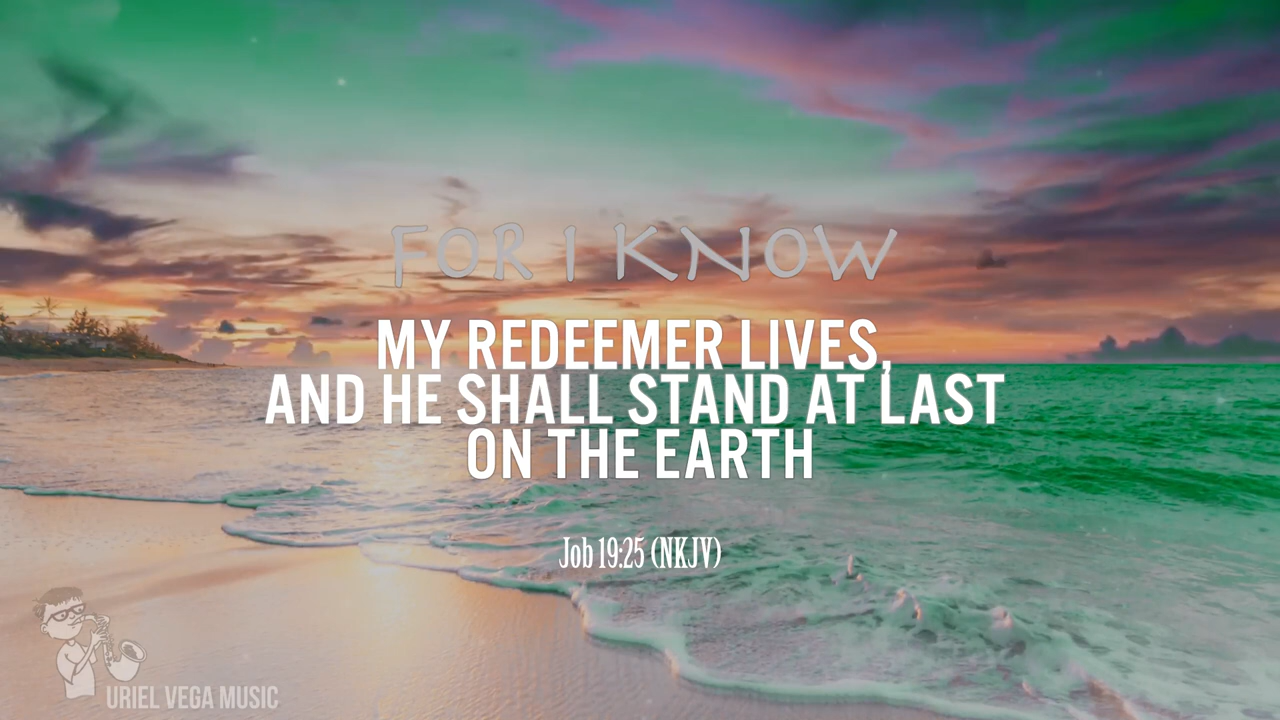 FOR I KNOW
MY REDEEMER LIVES,
AND HE SHALL STAND AT LAST
ON THE EARTH
Job 19:25 (NKJV)
URIEL VEGA MUSIC